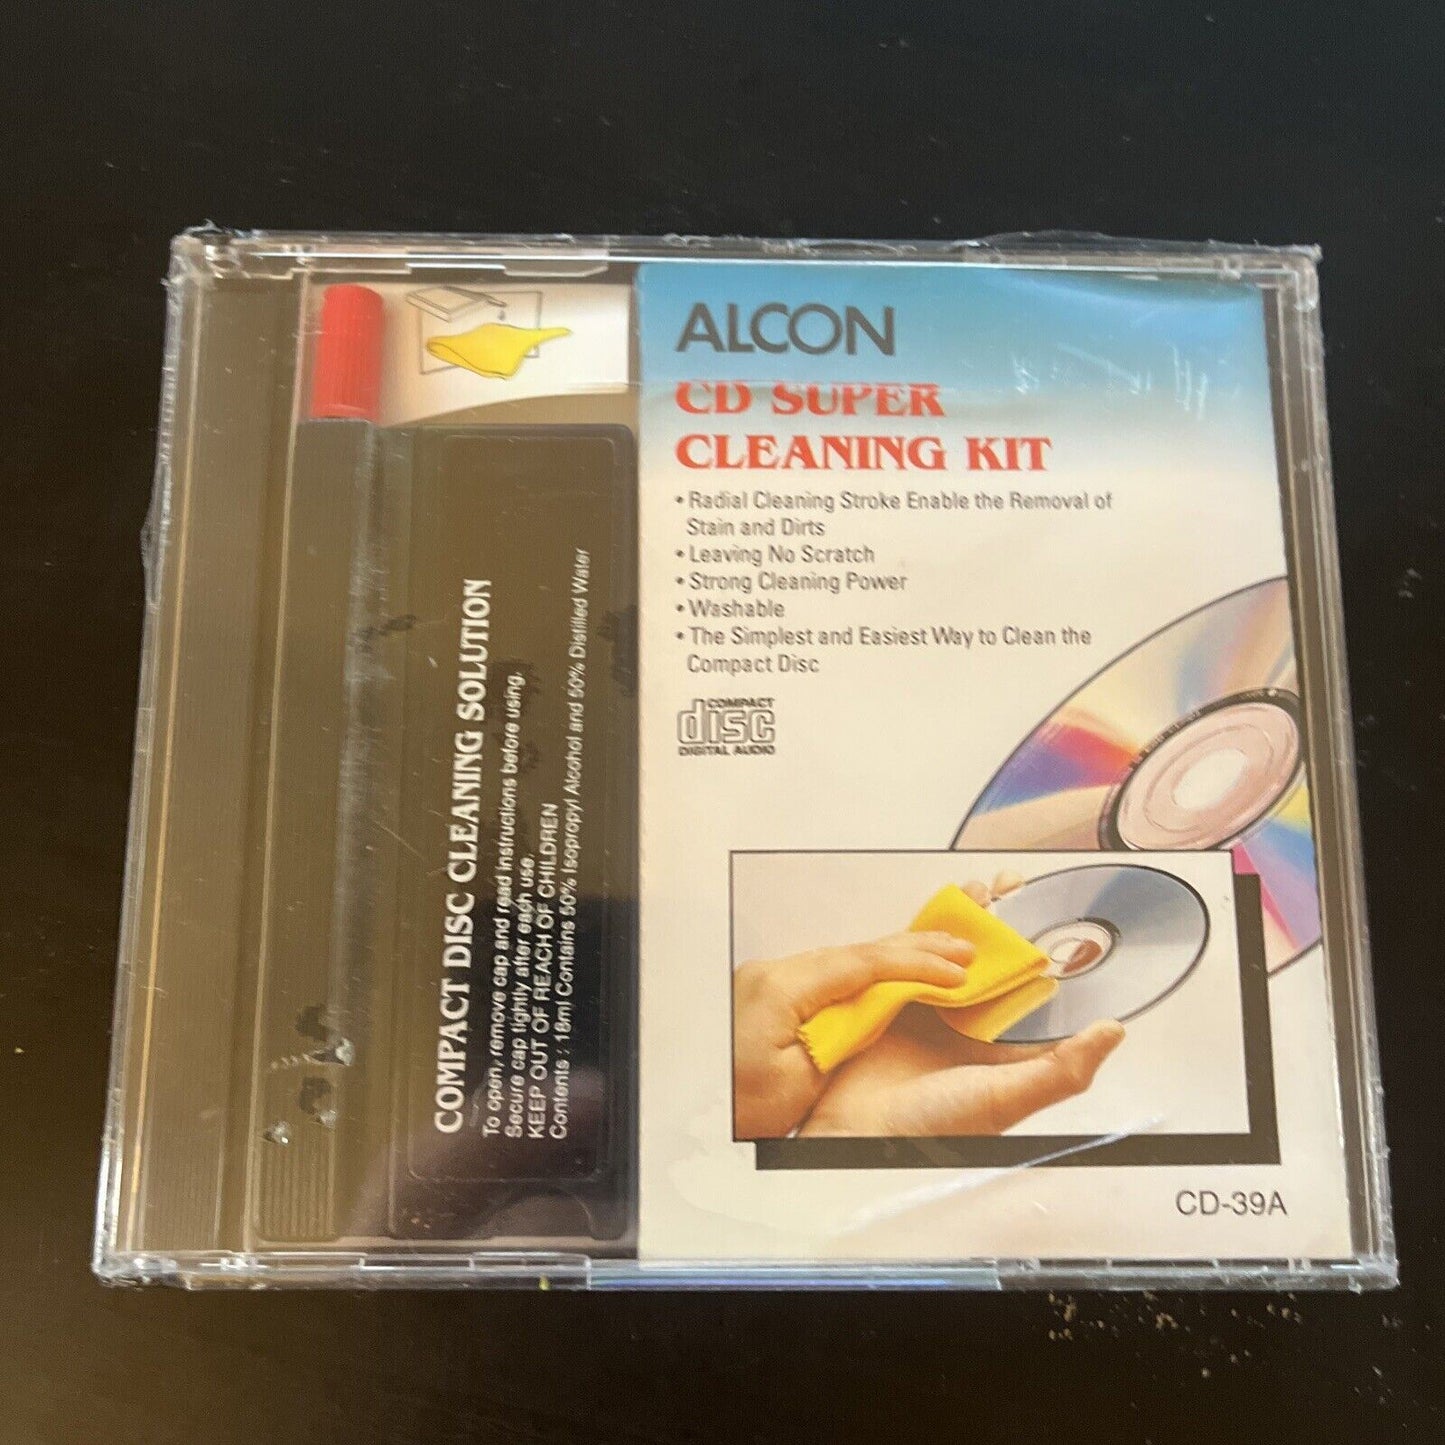 ALCON
CD SUPER
CLEANING KIT
• Radial Cleaning Stroke Enable the Removal of
Stain and Dirts
• Leaving No Scratch
• Strong Cleaning Power
• Washable
• The Simplest and Easiest Way to Clean the
Compact Disc
COMPACT
disc
DIGITAL AUDIO
CD-39A
COMPACT DISC CLEANING SOLUTION
To open, remove cap and read instructions before using.
Secure cap tightly after each use.
KEEP OUT OF REACH OF CHILDREN
Contents : 18ml Contains 50% Isopropyl Alcohol and 50% Distilled Water